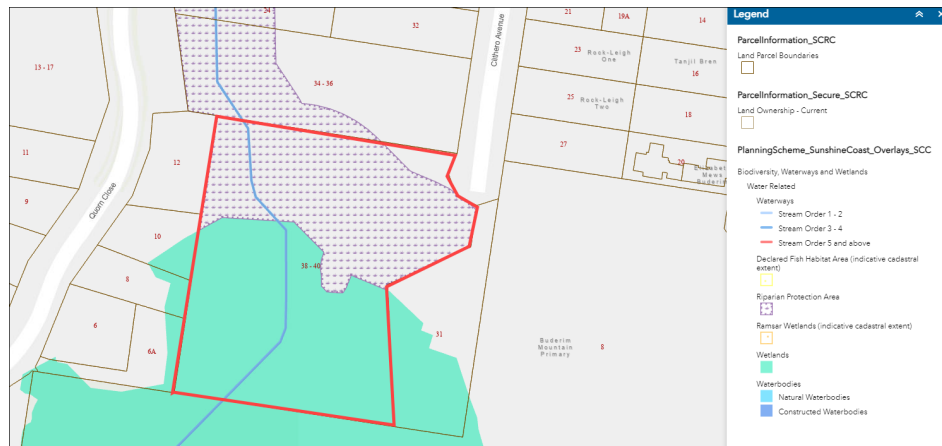 24
32
21
19A
14
13 - 17
34 - 36
Clithero Avenue
23
Rock-Leigh
One
Tanjil Bren
16
25
Rock-Leigh
Two
18
11
12
27
20
Mews
9
Quorn Close
10
38 - 40
8
31
6
6A
Buderim
Mountain
Primary
8
Legend
ParcelInformation_SCRC
Land Parcel Boundaries
ParcelInformation_Secure_SCRC
Land Ownership - Current
PlanningScheme_SunshineCoast_Overlays_SCC
Biodiversity, Waterways and Wetlands
Water Related
Waterways
Stream Order 1 - 2
Stream Order 3 - 4
Stream Order 5 and above
Declared Fish Habitat Area (indicative cadastral
extent)
Riparian Protection Area
Ramsar Wetlands (indicative cadastral extent)
Wetlands
Waterbodies
Natural Waterbodies
Constructed Waterbodies